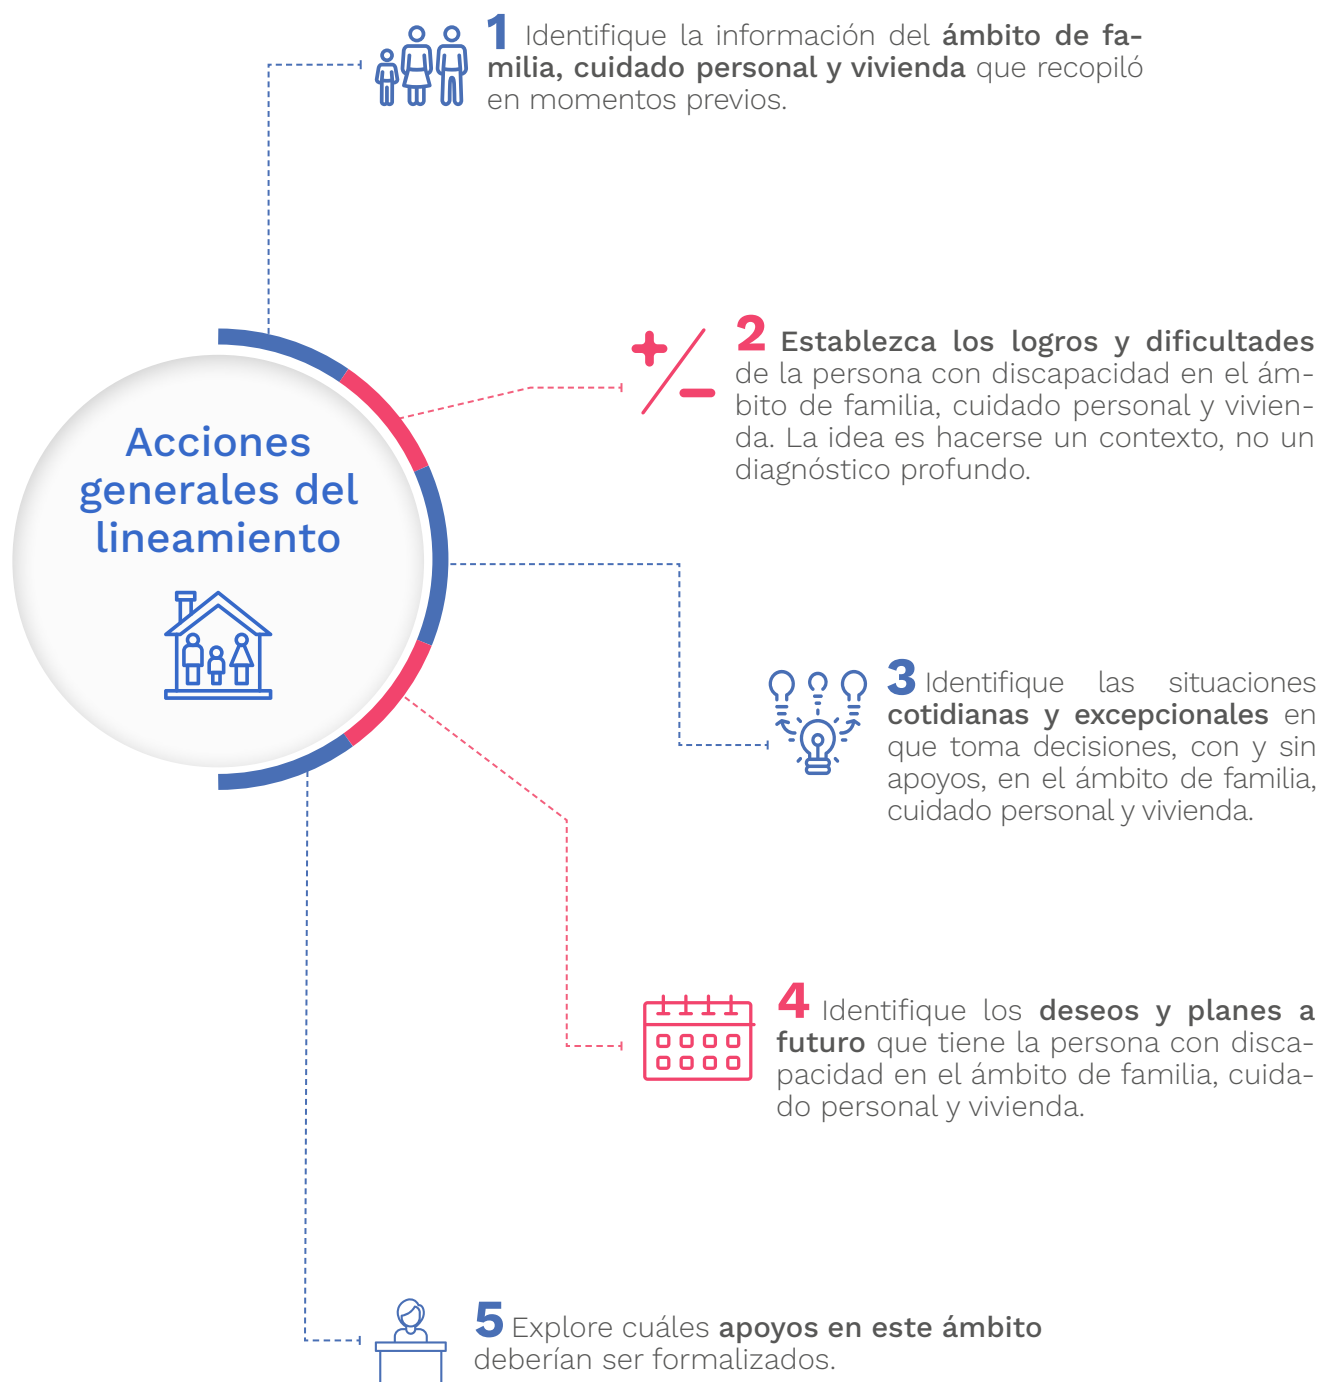 1 Identifique la información del ámbito de fa-
milia, cuidado personal y vivienda que recopiló
en momentos previos.
Acciones
generales del
lineamiento
2 Establezca los logros y dificultades
de la persona con discapacidad en el ám-
bito de familia, cuidado personal y vivien-
da. La idea es hacerse un contexto, no un
diagnóstico profundo.
3 Identifique las situaciones
cotidianas y excepcionales en
que toma decisiones, con y sin
apoyos, en el ámbito de familia,
cuidado personal y vivienda.
4 Identifique los deseos y planes a
futuro que tiene la persona con disca-
pacidad en el ámbito de familia, cuida-
do personal y vivienda.
5 Explore cuáles apoyos en este ámbito
deberían ser formalizados.